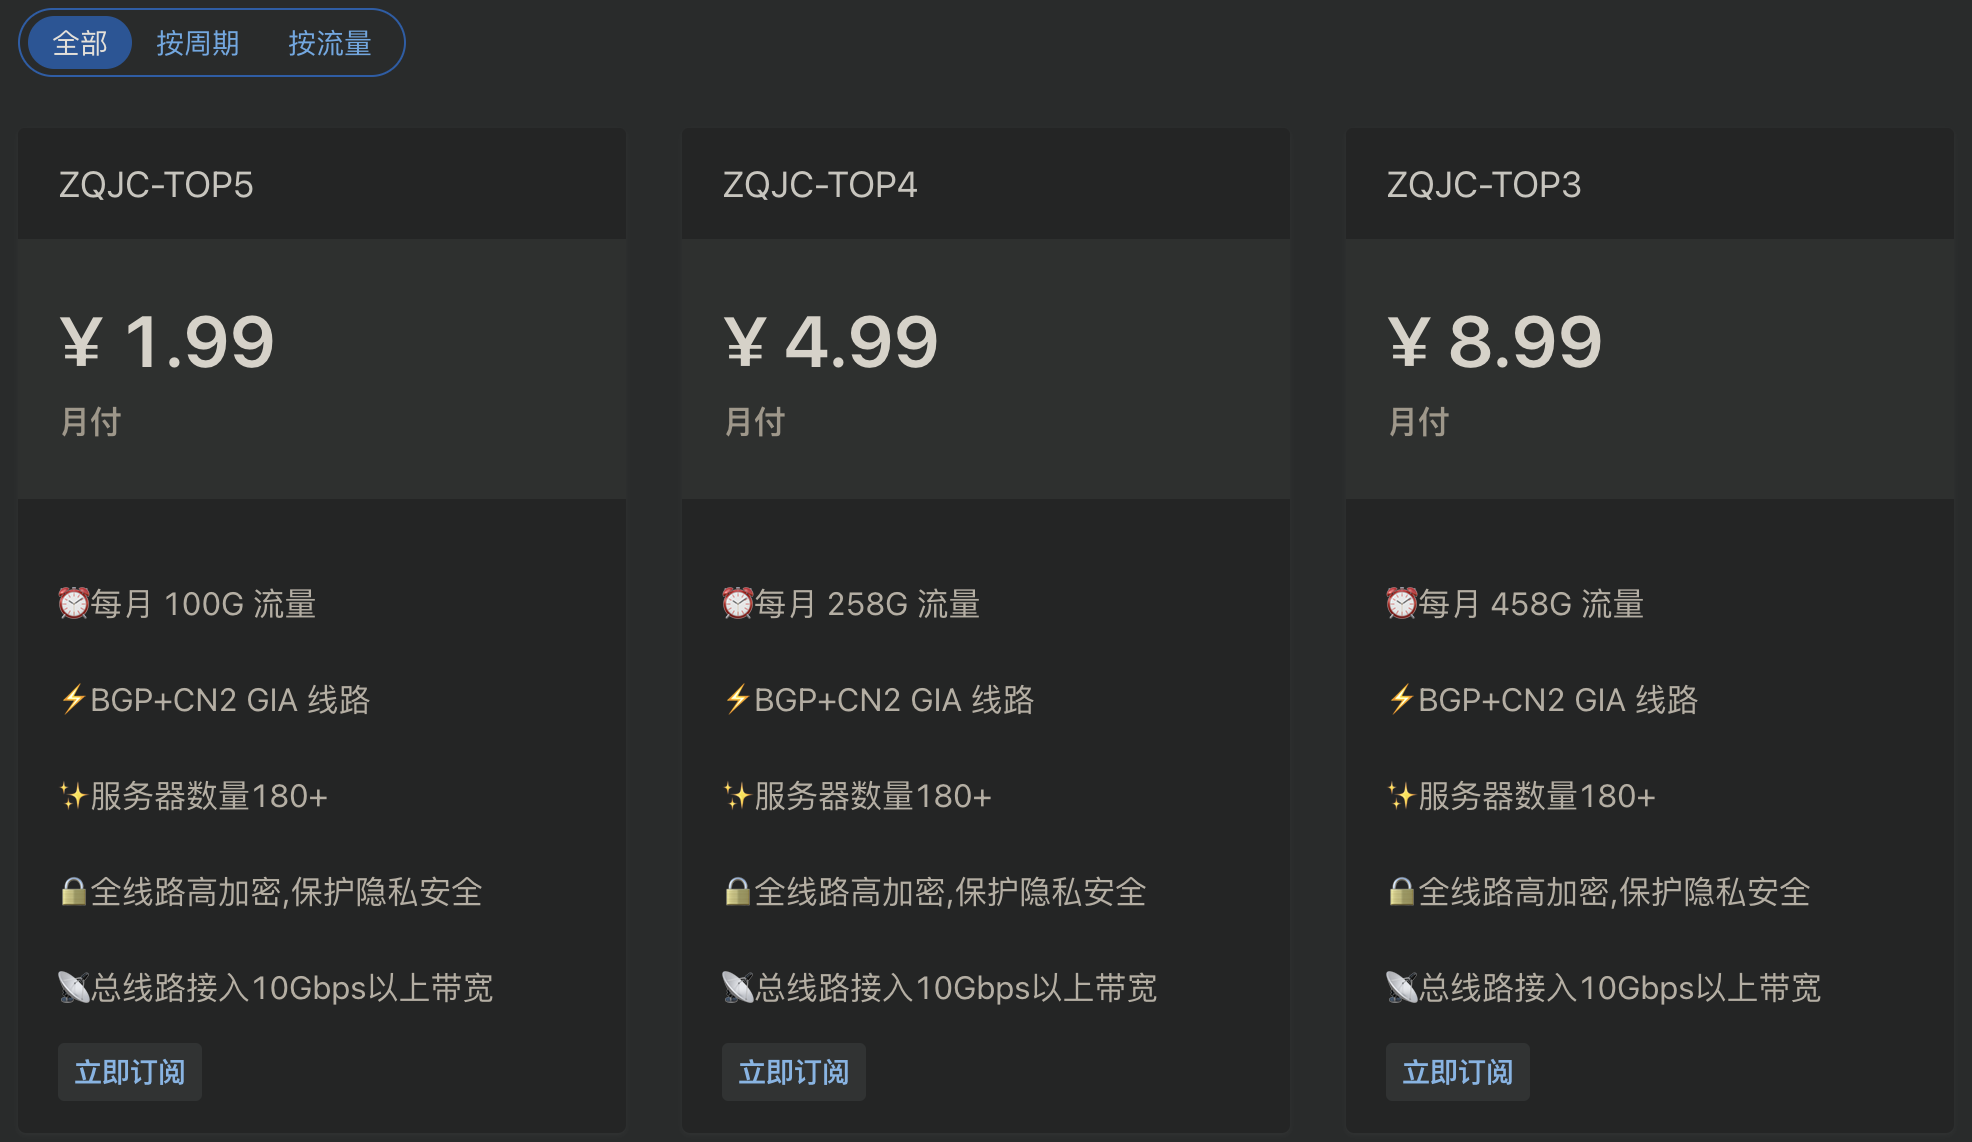 全部 按周期 按流量
ZQJC-TOP5
¥ 1.99
月付
⏰每月 100G 流量
⚡BGP+CN2 GIA 线路
✨服务器数量180+
🔒全线路高加密,保护隐私安全
📡总线路接入10Gbps以上带宽
立即订阅
ZQJC-TOP4
¥ 4.99
月付
⏰每月 258G 流量
⚡BGP+CN2 GIA 线路
✨服务器数量180+
🔒全线路高加密,保护隐私安全
📡总线路接入10Gbps以上带宽
立即订阅
ZQJC-TOP3
¥ 8.99
月付
⏰每月 458G 流量
⚡BGP+CN2 GIA 线路
✨服务器数量180+
🔒全线路高加密,保护隐私安全
📡总线路接入10Gbps以上带宽
立即订阅